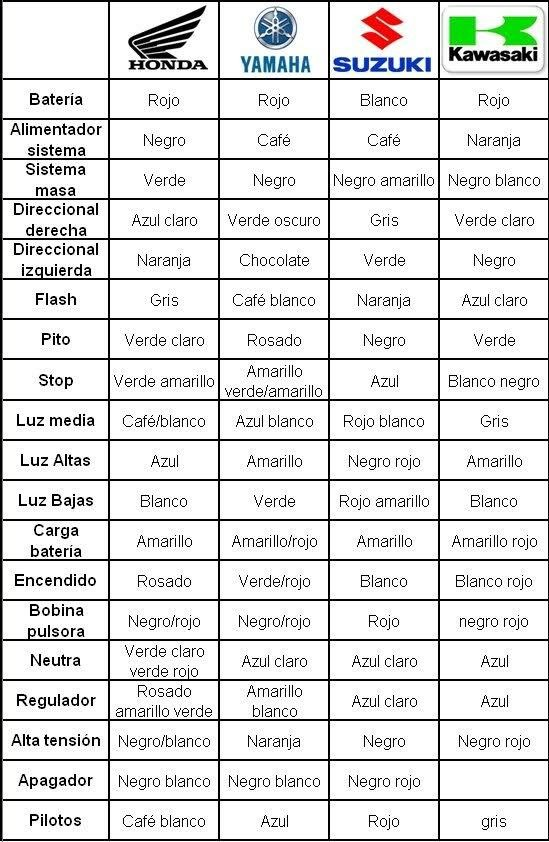 HONDA YAMAHA SUZUKI Kawasaki
Batería Rojo Rojo Blanco Rojo
Alimentador
sistema Negro Café Café Naranja
Sistema
masa Verde Negro Negro amarillo Negro blanco
Direccional
derecha Azul claro Verde oscuro Gris Verde claro
Direccional
izquierda Naranja Chocolate Verde Negro
Flash Gris Café blanco Naranja Azul claro
Pito Verde claro Rosado Negro Verde
Stop Verde amarillo Amarillo
verde/amarillo Azul Blanco negro
Luz media Café/blanco Azul blanco Rojo blanco Gris
Luz Altas Azul Amarillo Negro rojo Amarillo
Luz Bajas Blanco Verde Rojo amarillo Blanco
Carga
batería Amarillo Amarillo/rojo Amarillo Amarillo rojo
Encendido Rosado Verde/rojo Blanco Blanco rojo
Bobina
pulsora Negro/rojo Negro/rojo Rojo negro rojo
Neutra Verde claro
verde rojo Azul claro Azul claro Azul
Regulador Rosado
amarillo verde Amarillo
blanco Azul claro Azul
Alta tensión Negro/blanco Naranja Negro Negro rojo
Apagador Negro blanco Negro blanco Negro rojo
Pilotos Café blanco Azul Rojo gris